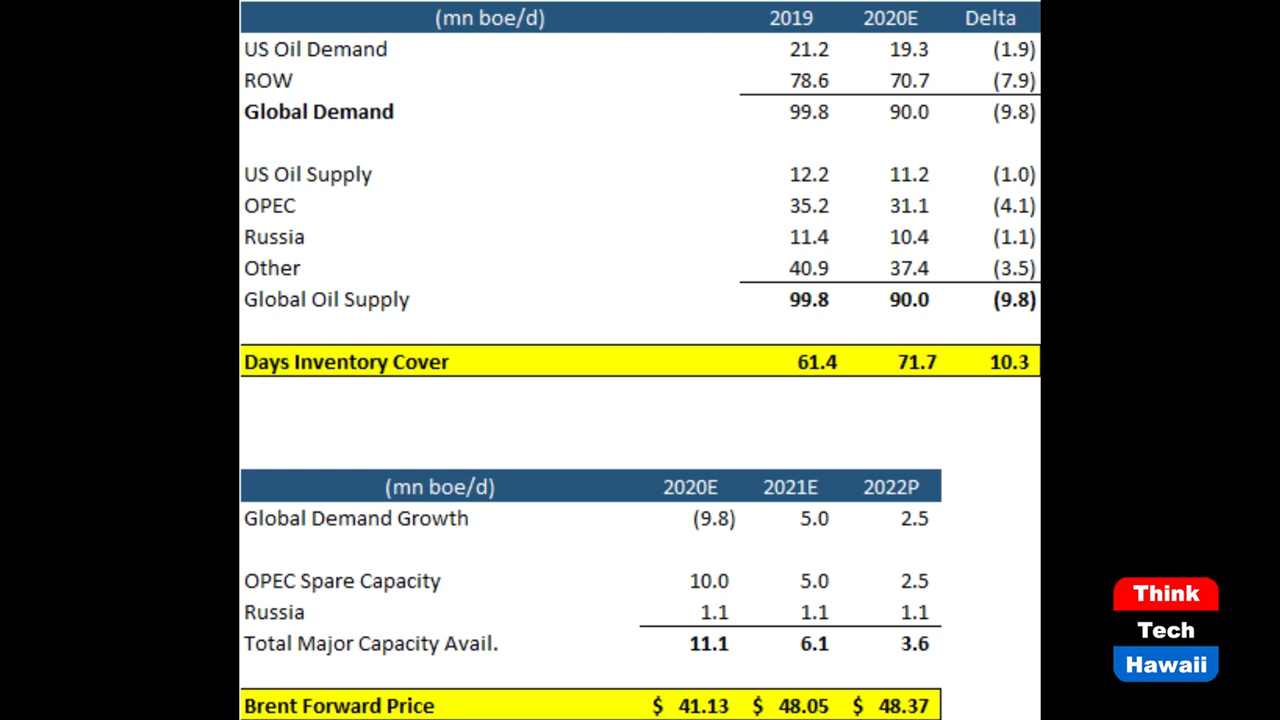 (mn boe/d) 2019 2020E Delta
US Oil Demand 21.2 19.3 (1.9)
ROW 78.6 70.7 (7.9)
Global Demand 99.8 90.0 (9.8)
US Oil Supply 12.2 11.2 (1.0)
OPEC 35.2 31.1 (4.1)
Russia 11.4 10.4 (1.1)
Other 40.9 37.4 (3.5)
Global Oil Supply 99.8 90.0 (9.8)
Days Inventory Cover 61.4 71.7 10.3
(mn boe/d) 2020E 2021E 2022P
Global Demand Growth (9.8) 5.0 2.5
OPEC Spare Capacity 10.0 5.0 2.5
Russia 1.1 1.1 1.1
Total Major Capacity Avail. 11.1 6.1 3.6
Brent Forward Price $ 41.13 $ 48.05 $ 48.37
Think
Tech
Hawaii